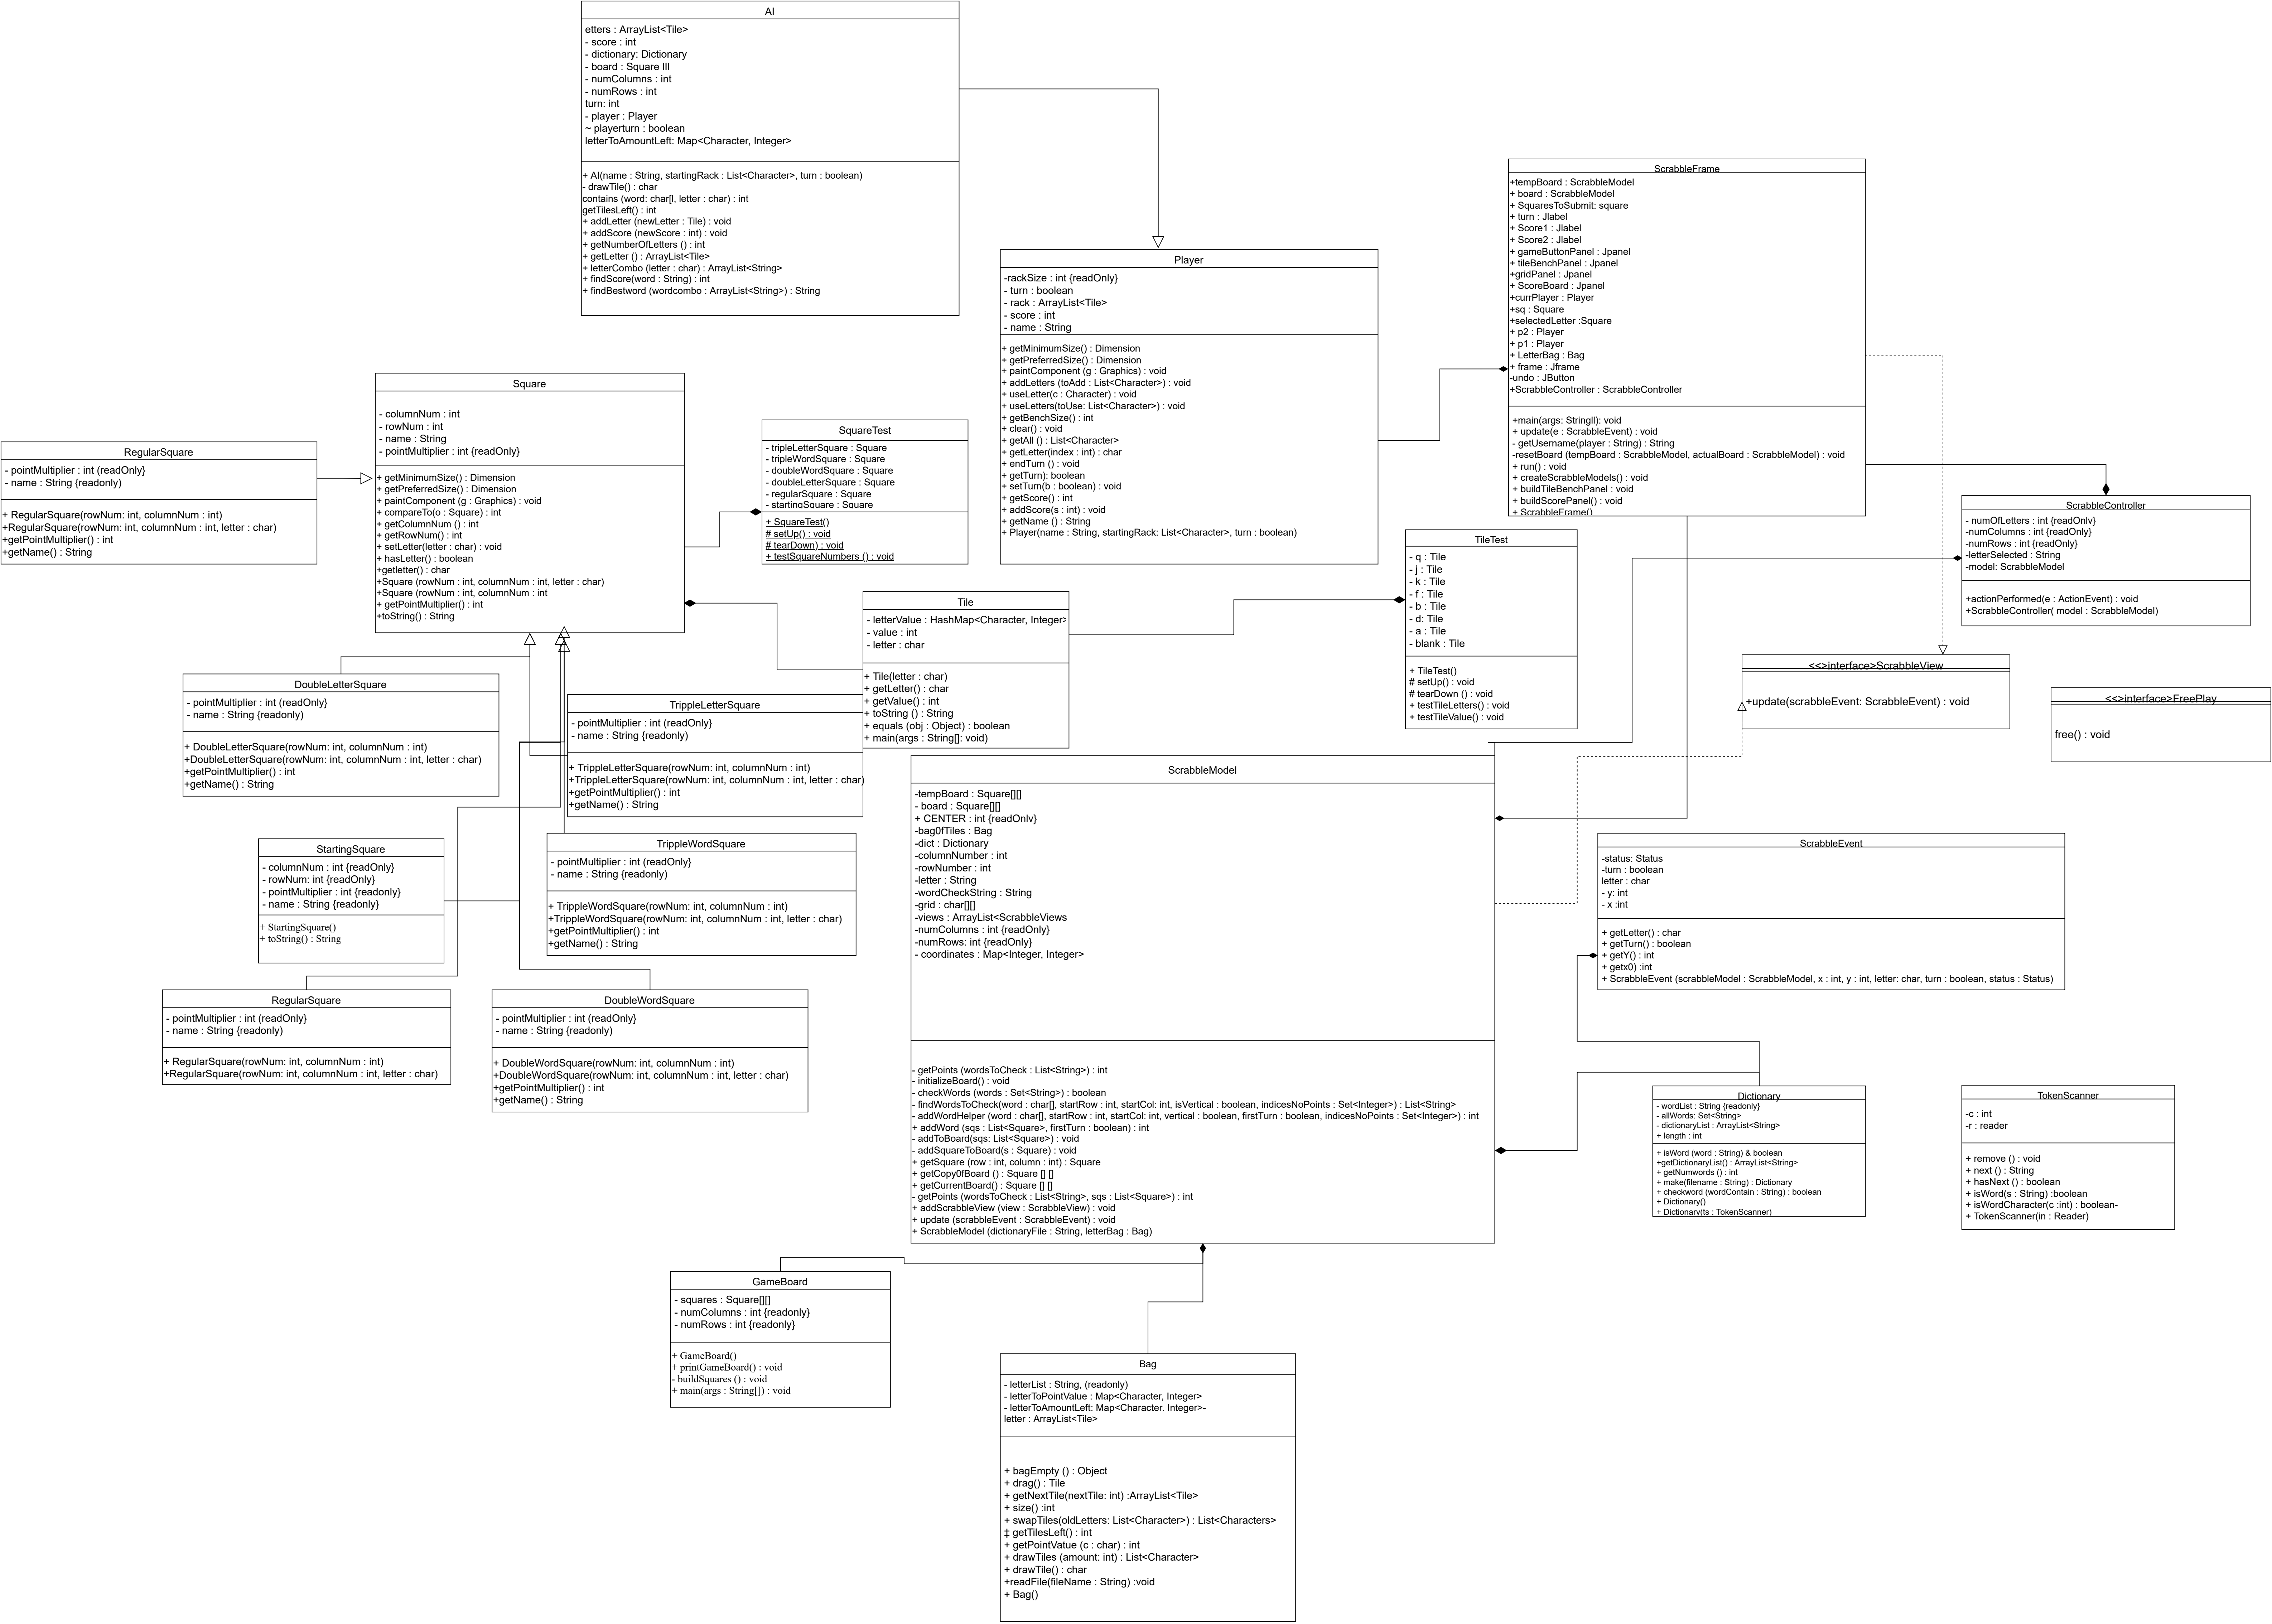 AI
etters : ArrayList<Tile>
- score : int
- dictionary: Dictionary
- board : Square III
- numColumns : int
- numRows : int
turn: int
- player : Player
~ playerturn : boolean
letterToAmountLeft: Map<Character, Integer>
+ AI(name : String, startingRack : List<Character>, turn : boolean)
- drawTile() : char
contains (word: char[l, letter : char) : int
getTilesLeft() : int
+ addLetter (newLetter : Tile) : void
+ addScore (newScore : int) : void
+ getNumberOfLetters () : int
+ getLetter () : ArrayList<Tile>
+ letterCombo (letter : char) : ArrayList<String>
+ findScore(word : String) : int
+ findBestword (wordcombo : ArrayList<String>) : String
Player
-rackSize : int {readOnly}
- turn : boolean
- rack : ArrayList<Tile>
- score : int
- name : String
+ getMinimumSize() : Dimension
+ getPreferredSize() : Dimension
+ paintComponent (g : Graphics) : void
+ addLetters (toAdd : List<Character>) : void
+ useLetter(c : Character) : void
+ useLetters(toUse: List<Character>) : void
+ getBenchSize() : int
+ clear() : void
+ getAll () : List<Character>
+ getLetter(index : int) : char
+ endTurn () : void
+ getTurn): boolean
+ setTurn(b : boolean) : void
+ getScore() : int
+ addScore(s : int) : void
+ getName () : String
+ Player(name : String, startingRack: List<Character>, turn : boolean)
ScrabbleFrame
+tempBoard : ScrabbleModel
+ board : ScrabbleModel
+ SquaresToSubmit: square
+ turn : Jlabel
+ Score1 : Jlabel
+ Score2 : Jlabel
+ gameButtonPanel : Jpanel
+ tileBenchPanel : Jpanel
+gridPanel : Jpanel
+ ScoreBoard : Jpanel
+currPlayer : Player
+sq : Square
+selectedLetter :Square
+ p2 : Player
+ p1 : Player
+ LetterBag : Bag
+ frame : Jframe
-undo : JButton
+ScrabbleController : ScrabbleController
+main(args: StringlI): void
+ update(e : ScrabbleEvent) : void
- getUsername(player : String) : String
-resetBoard (tempBoard : ScrabbleModel, actualBoard : ScrabbleModel) : void
+ run() : void
+ createScrabbleModels() : void
+ buildTileBenchPanel : void
+ buildScorePanel() : void
+ ScrabbleFrame()
Square
- columnNum : int
- rowNum : int
- name : String
- pointMultiplier : int {readOnly}
+ getMinimumSize() : Dimension
+ getPreferredSize() : Dimension
+ paintComponent (g : Graphics) : void
+ compareTo(o : Square) : int
+ getColumnNum () : int
+ getRowNum() : int
+ setLetter(letter : char) : void
+ hasLetter() : boolean
+getletter() : char
+Square (rowNum : int, columnNum : int, letter : char)
+Square (rowNum : int, columnNum : int
+ getPointMultiplier() : int
+toString() : String
RegularSquare
- pointMultiplier : int (readOnly}
- name : String {readonly)
+ RegularSquare(rowNum: int, columnNum : int)
+RegularSquare(rowNum: int, columnNum : int, letter : char)
+getPointMultiplier() : int
+getName() : String
SquareTest
- tripleLetterSquare : Square
- tripleWordSquare : Square
- doubleWordSquare : Square
- doubleLetterSquare : Square
- regularSquare : Square
- startingSquare : Square
+ SquareTest()
# setUp() : void
# tearDown) : void
+ testSquareNumbers () : void
ScrabbleController
- numOfLetters : int {readOnlv}
-numColumns : int {readOnly)
-numRows : int {readOnly)
-letterSelected : String
-model: ScrabbleModel
+actionPerformed(e : ActionEvent) : void
+ScrabbleController( model : ScrabbleModel)
TileTest
- q : Tile
- j : Tile
- k : Tile
- f : Tile
- b : Tile
- d: Tile
- a : Tile
- blank : Tile
+ TileTest()
# setUp() : void
# tearDown () : void
+ testTileLetters() : void
+ testTileValue() : void
Tile
- letterValue : HashMap<Character, Integer>
- value : int
- letter : char
+ Tile(letter : char)
+ getLetter() : char
+ getValue() : int
+ toString () : String
+ equals (obj : Object) : boolean
+ main(args : String[]: void)
<<>interface>ScrabbleView
+update(scrabbleEvent: ScrabbleEvent) : void
<<>interface>FreePlay
free() : void
DoubleLetterSquare
- pointMultiplier : int (readOnly}
- name : String {readonly)
+ DoubleLetterSquare(rowNum: int, columnNum : int)
+DoubleLetterSquare(rowNum: int, columnNum : int, letter : char)
+getPointMultiplier() : int
+getName() : String
TrippleLetterSquare
- pointMultiplier : int (readOnly}
- name : String {readonly)
+ TrippleLetterSquare(rowNum: int, columnNum : int)
+TrippleLetterSquare(rowNum: int, columnNum : int, letter : char)
+getPointMultiplier() : int
+getName() : String
StartingSquare
- columnNum : int {readOnly)
- rowNum: int {readOnly)
- pointMultiplier : int {readonly)
- name : String {readonly}
+ StartingSquare()
+ toString() : String
TrippleWordSquare
- pointMultiplier : int (readOnly}
- name : String {readonly)
+ TrippleWordSquare(rowNum: int, columnNum : int)
+TrippleWordSquare(rowNum: int, columnNum : int, letter : char)
+getPointMultiplier() : int
+getName() : String
RegularSquare
- pointMultiplier : int (readOnly}
- name : String {readonly)
+ RegularSquare(rowNum: int, columnNum : int)
+RegularSquare(rowNum: int, columnNum : int, letter : char)
DoubleWordSquare
- pointMultiplier : int (readOnly}
- name : String {readonly)
+ DoubleWordSquare(rowNum: int, columnNum : int)
+DoubleWordSquare(rowNum: int, columnNum : int, letter : char)
+getPointMultiplier() : int
+getName() : String
ScrabbleModel
-tempBoard : Square[][]
- board : Square[][]
+ CENTER : int {readOnlv}
-bag0fTiles : Bag
-dict : Dictionary
-columnNumber : int
-rowNumber : int
-letter : String
-wordCheckString : String
-grid : char[][]
-views : ArrayList<ScrabbleViews
-numColumns : int {readOnly)
-numRows: int {readOnly)
- coordinates : Map<Integer, Integer>
- getPoints (wordsToCheck : List<String>) : int
- initializeBoard() : void
- checkWords (words : Set<String>) : boolean
- findWordsToCheck(word : char[], startRow : int, startCol: int, isVertical : boolean, indicesNoPoints : Set<Integer>) : List<String>
- addWordHelper (word : char[], startRow : int, startCol: int, vertical : boolean, firstTurn : boolean, indicesNoPoints : Set<Integer>) : int
+ addWord (sqs : List<Square>, firstTurn : boolean) : int
- addToBoard(sqs: List<Square>) : void
- addSquareToBoard(s : Square) : void
+ getSquare (row : int, column : int) : Square
+ getCopy0fBoard () : Square [] []
+ getCurrentBoard() : Square [] []
- getPoints (wordsToCheck : List<String>, sqs : List<Square>) : int
+ addScrabbleView (view : ScrabbleView) : void
+ update (scrabbleEvent : ScrabbleEvent) : void
+ ScrabbleModel (dictionaryFile : String, letterBag : Bag)
ScrabbleEvent
-status: Status
-turn : boolean
letter : char
- y: int
- x :int
+ getLetter() : char
+ getTurn() : boolean
+ getY() : int
+ getx0) :int
+ ScrabbleEvent (scrabbleModel : ScrabbleModel, x : int, y : int, letter: char, turn : boolean, status : Status)
Dictionary
- wordList : String {readonly)
- allWords: Set<String>
- dictionaryList : ArrayList<String>
+ length : int
+ isWord (word : String) & boolean
+getDictionaryList() : ArrayList<String>
+ getNumwords () : int
+ make(filename : String) : Dictionary
+ checkword (wordContain : String) : boolean
+ Dictionary()
+ Dictionary(ts : TokenScanner)
TokenScanner
-c : int
-r : reader
+ remove () : void
+ next () : String
+ hasNext () : boolean
+ isWord(s : String) :boolean
+ isWordCharacter(c :int) : boolean-
+ TokenScanner(in : Reader)
GameBoard
- squares : Square[][]
- numColumns : int {readonly}
- numRows : int {readonly}
+ GameBoard()
+ printGameBoard() : void
- buildSquares () : void
+ main(args : String[]) : void
Bag
- letterList : String, (readonly)
- letterToPointValue : Map<Character, Integer>
- letterToAmountLeft: Map<Character. Integer>-
letter : ArrayList<Tile>
+ bagEmpty () : Object
+ drag() : Tile
+ getNextTile(nextTile: int) :ArrayList<Tile>
+ size() :int
+ swapTiles(oldLetters: List<Character>) : List<Characters>
‡ getTilesLeft() : int
+ getPointVatue (c : char) : int
+ drawTiles (amount: int) : List<Character>
+ drawTile() : char
+readFile(fileName : String) :void
+ Bag()